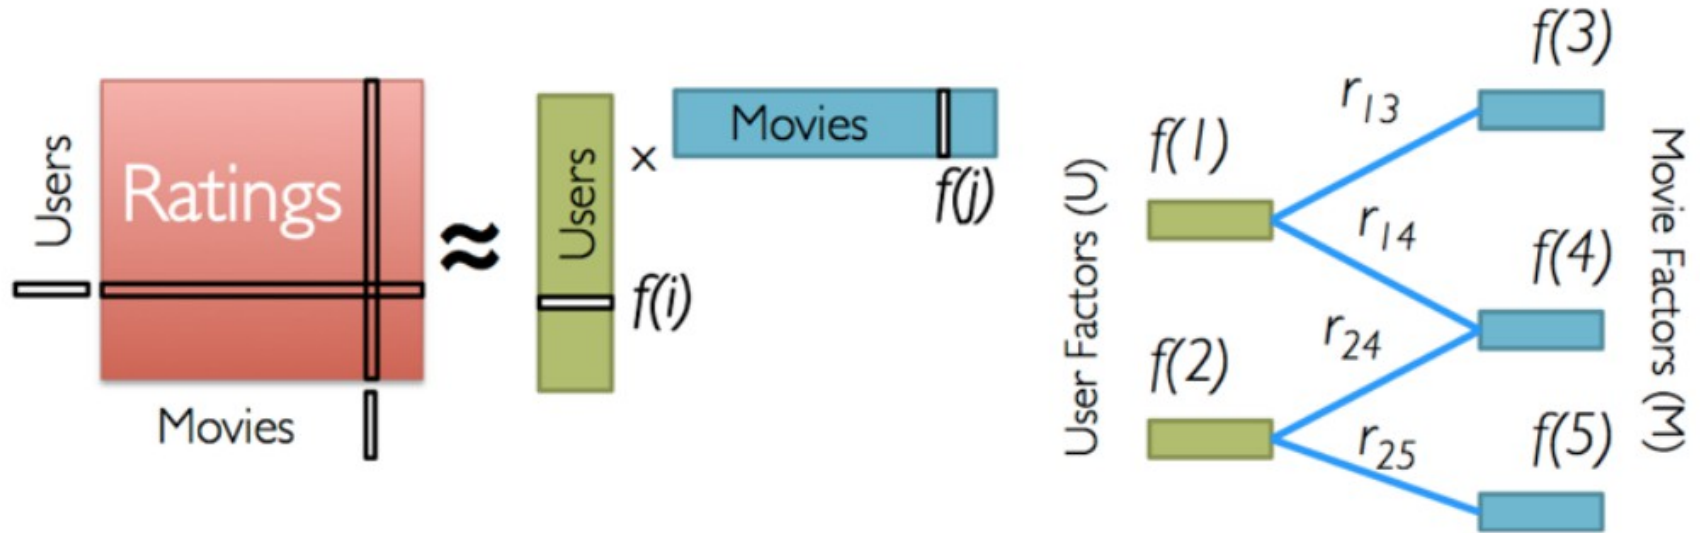 Users
Ratings
Movies
≈
Users
f(i)
x
Movies
f(j)
User Factors (U)
f(1)
f(2)
r13
r14
r24
r25
f(3)
f(4)
f(5)
Movie Factors (M)